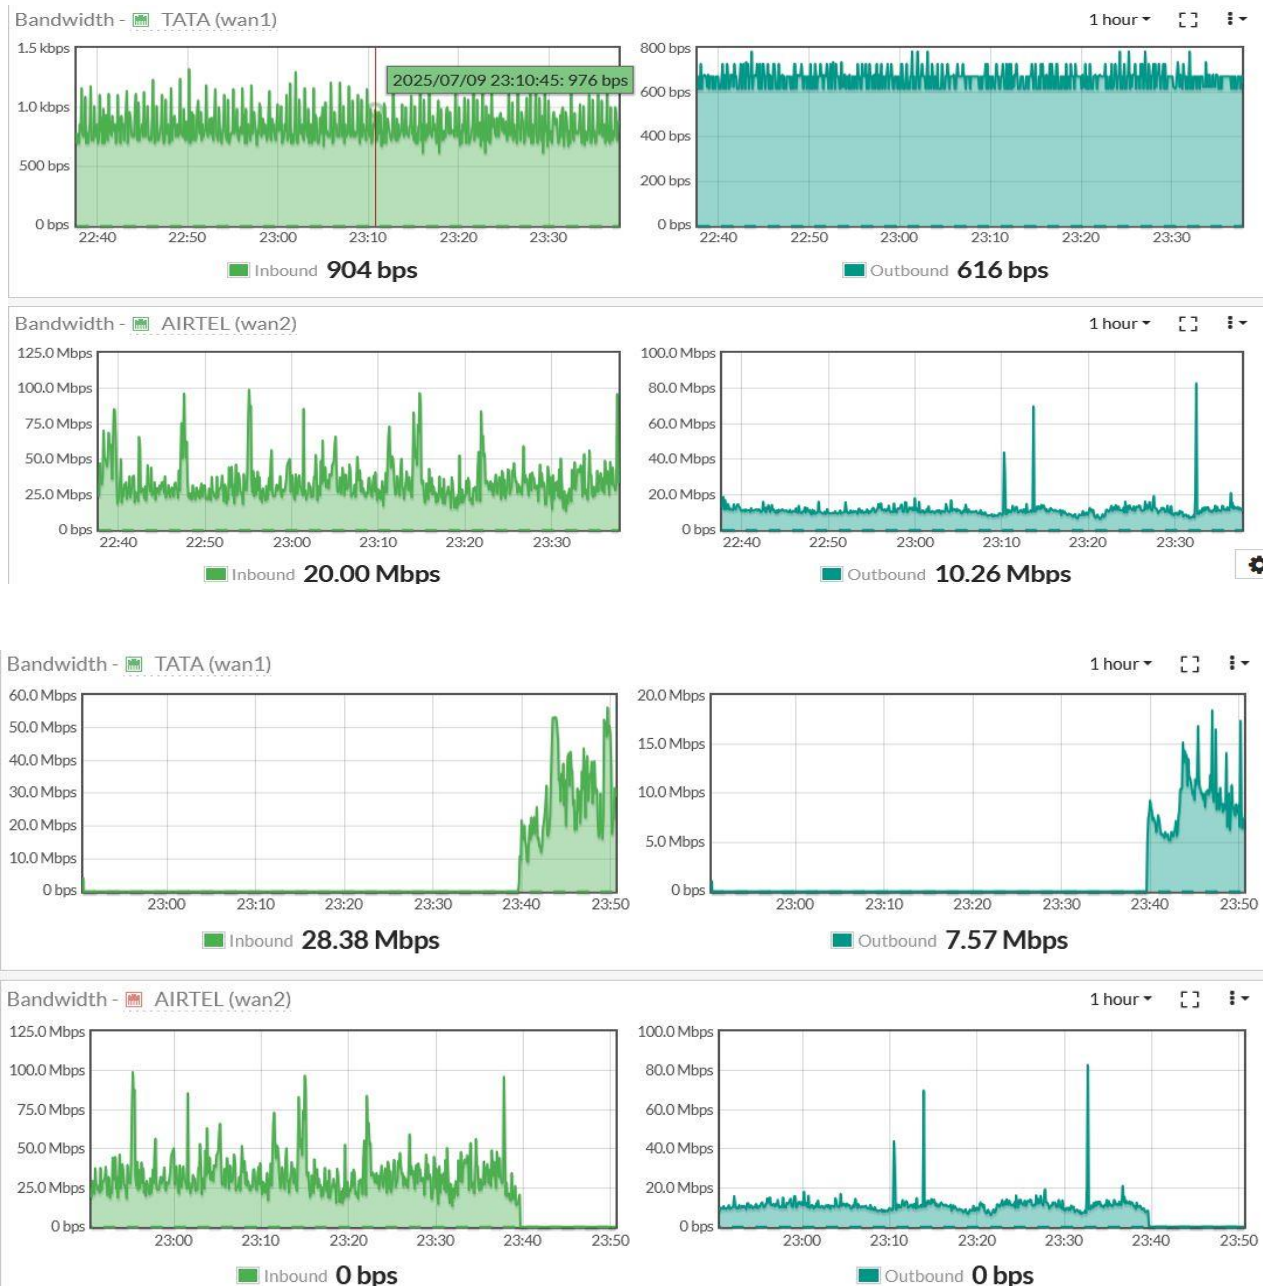 Bandwidth - TATA (wan1) 1 hour
1.5 kbps
1.0 kbps
500 bps
0 bps
2025/07/09 23:10:45: 976 bps
22:40 22:50 23:00 23:10 23:20 23:30
Inbound 904 bps
800 bps
600 bps
400 bps
200 bps
0 bps
22:40 22:50 23:00 23:10 23:20 23:30
Outbound 616 bps
Bandwidth - AIRTEL (wan2) 1 hour
125.0 Mbps
100.0 Mbps
75.0 Mbps
50.0 Mbps
25.0 Mbps
0 bps
22:40 22:50 23:00 23:10 23:20 23:30
Inbound 20.00 Mbps
100.0 Mbps
80.0 Mbps
60.0 Mbps
40.0 Mbps
20.0 Mbps
0 bps
22:40 22:50 23:00 23:10 23:20 23:30
Outbound 10.26 Mbps
Bandwidth - TATA (wan1) 1 hour
60.0 Mbps
50.0 Mbps
40.0 Mbps
30.0 Mbps
20.0 Mbps
10.0 Mbps
0 bps
23:00 23:10 23:20 23:30 23:40 23:50
Inbound 28.38 Mbps
20.0 Mbps
15.0 Mbps
10.0 Mbps
5.0 Mbps
0 bps
23:00 23:10 23:20 23:30 23:40 23:50
Outbound 7.57 Mbps
Bandwidth - AIRTEL (wan2) 1 hour
125.0 Mbps
100.0 Mbps
75.0 Mbps
50.0 Mbps
25.0 Mbps
0 bps
23:00 23:10 23:20 23:30 23:40 23:50
Inbound 0 bps
100.0 Mbps
80.0 Mbps
60.0 Mbps
40.0 Mbps
20.0 Mbps
0 bps
23:00 23:10 23:20 23:30 23:40 23:50
Outbound 0 bps